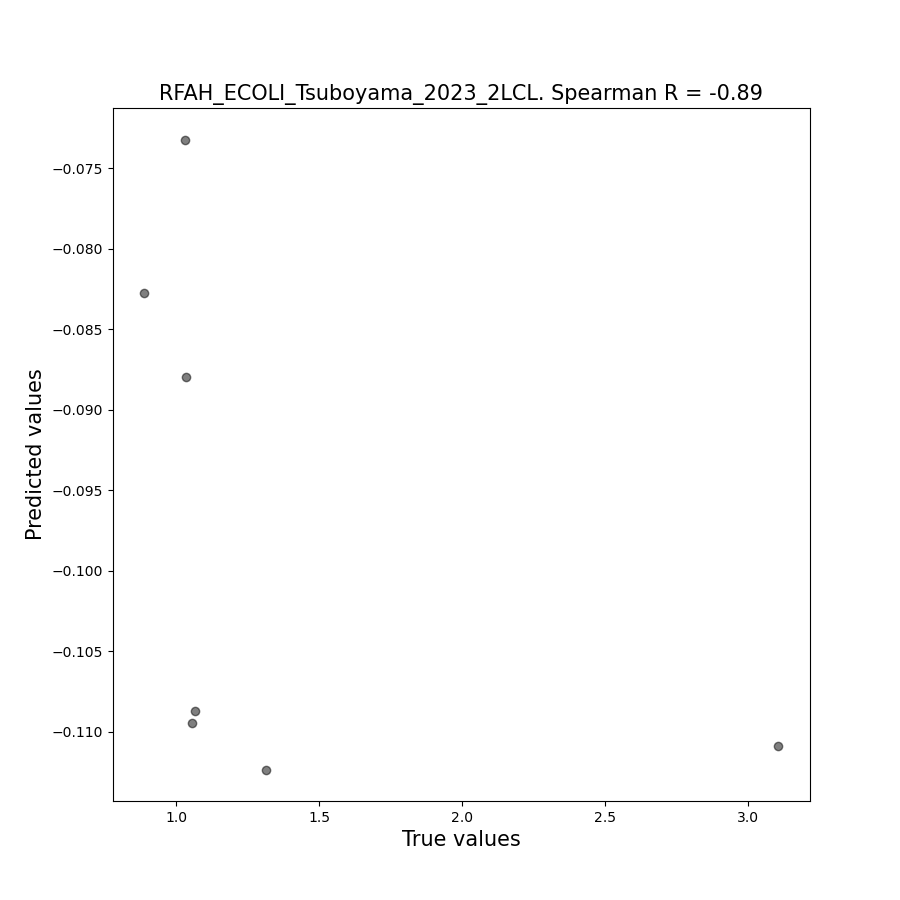 RFAH_ECOLI_Tsuboyama_2023_2LCL. Spearman R = -0.89
Predicted values
−0.075
−0.080
−0.085
−0.090
−0.095
−0.100
−0.105
−0.110
1.0 1.5 2.0 2.5 3.0
True values